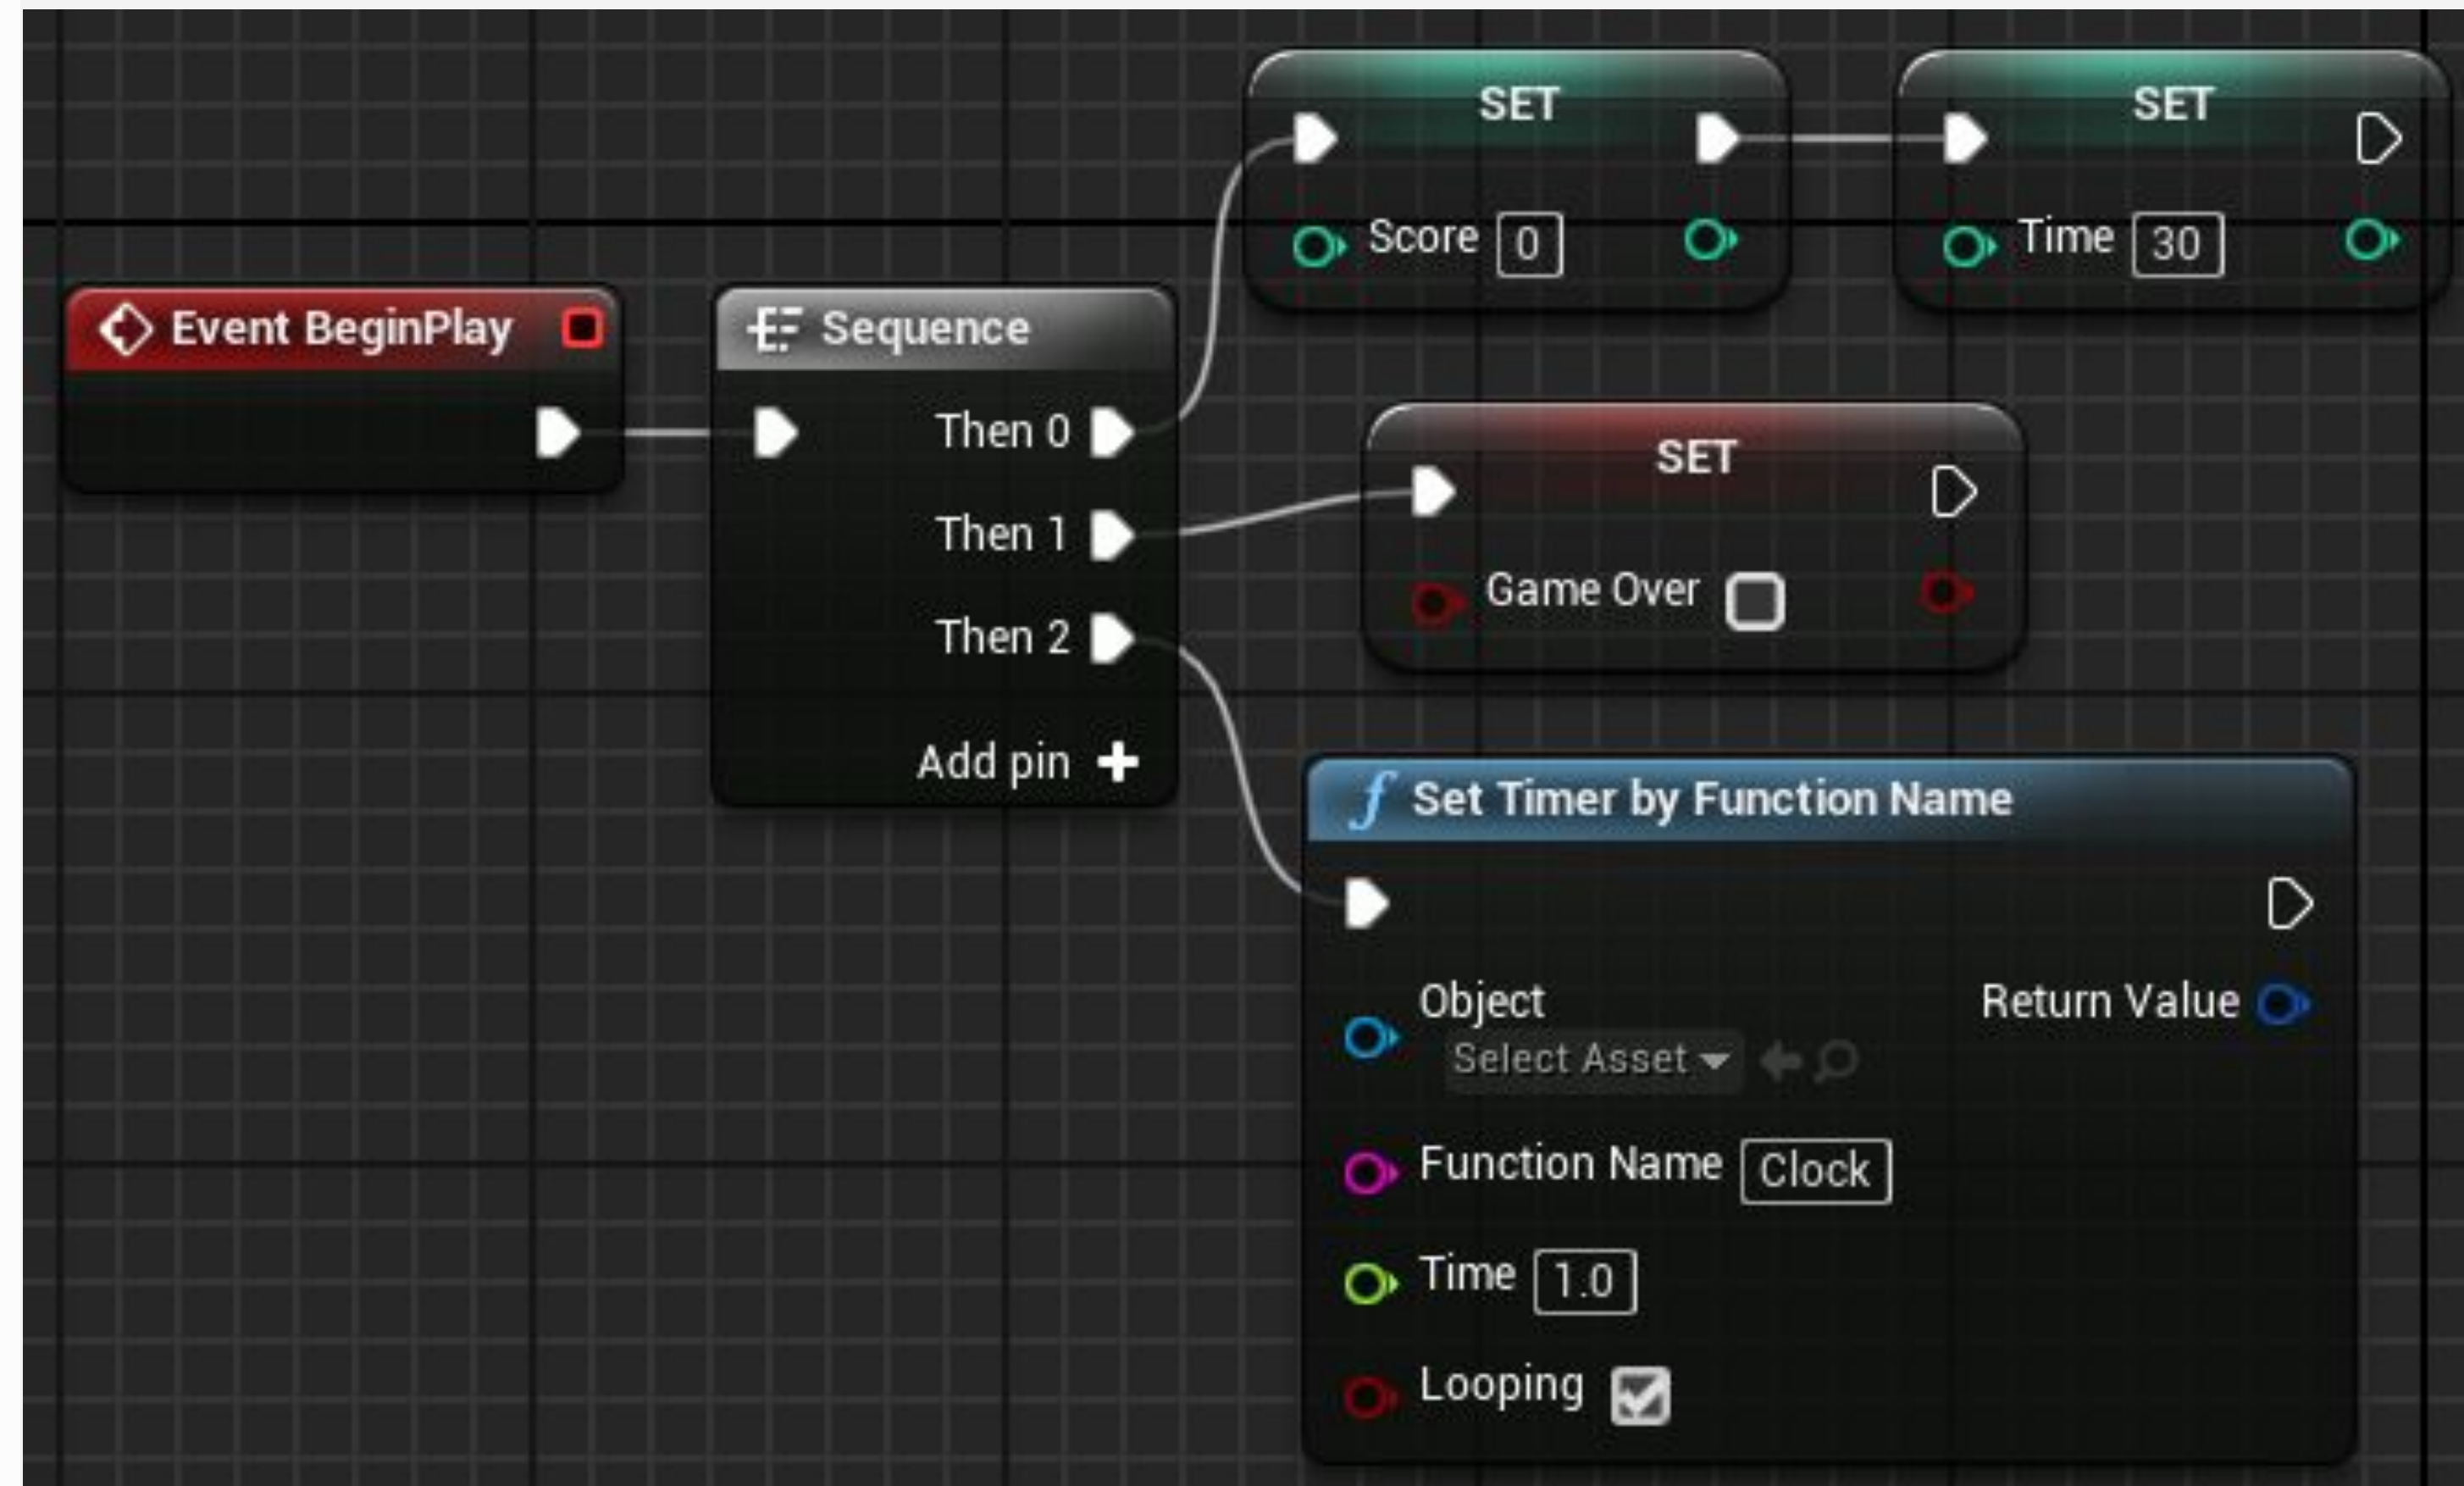 Event BeginPlay
Sequence
Then 0
Then 1
Then 2
Add pin
SET
Score 0
SET
Time 30
SET
Game Over
Set Timer by Function Name
Object
Return Value
Select Asset
Function Name Clock
Time 1.0
Looping